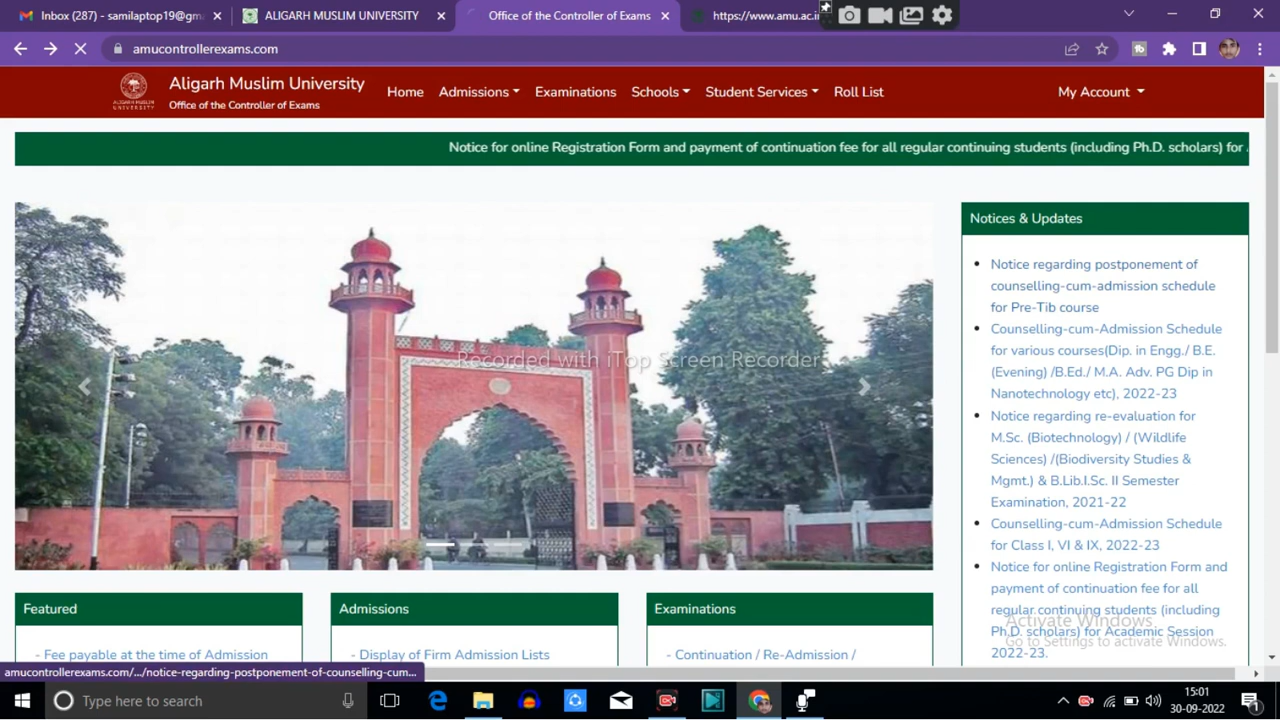 Inbox (287) - samilaptop19@gm
ALIGARH MUSLIM UNIVERSITY
Office of the Controller of Exams
https://www.amu.ac.in
amucontrollerexams.com
ALIGARH MUSLIM
UNIVERSITY
Aligarh Muslim University
Office of the Controller of Exams
Home
Admissions
Examinations
Schools
Student Services
Roll List
My Account
Notice for online Registration Form and payment of continuation fee for all regular continuing students (including Ph.D. scholars) for
Recorded with iTop Screen Recorder
Notices & Updates
Notice regarding postponement of
counselling-cum-admission schedule
for Pre-Tib course
Counselling-cum-Admission Schedule
for various courses(Dip. in Engg./ B.E.
(Evening) /B.Ed./ M.A. Adv. PG Dip in
Nanotechnology etc), 2022-23
Notice regarding re-evaluation for
M.Sc. (Biotechnology) / (Wildlife
Sciences) /(Biodiversity Studies &
Mgmt.) & B.Lib.I.Sc. II Semester
Examination, 2021-22
Counselling-cum-Admission Schedule
for Class I, VI & IX, 2022-23
Notice for online Registration Form and
payment of continuation fee for all
regular continuing students (including
Ph.D. scholars) for Academic Session
2022-23.
Activate Windows
Go to Settings to activate Windows.
Featured
- Fee payable at the time of Admission
Admissions
- Display of Firm Admission Lists
Examinations
- Continuation / Re-Admission /
amucontrollerexams.com/.../notice-regarding-postponement-of-counselling-cum...
Type here to search
15:01
30-09-2022
1